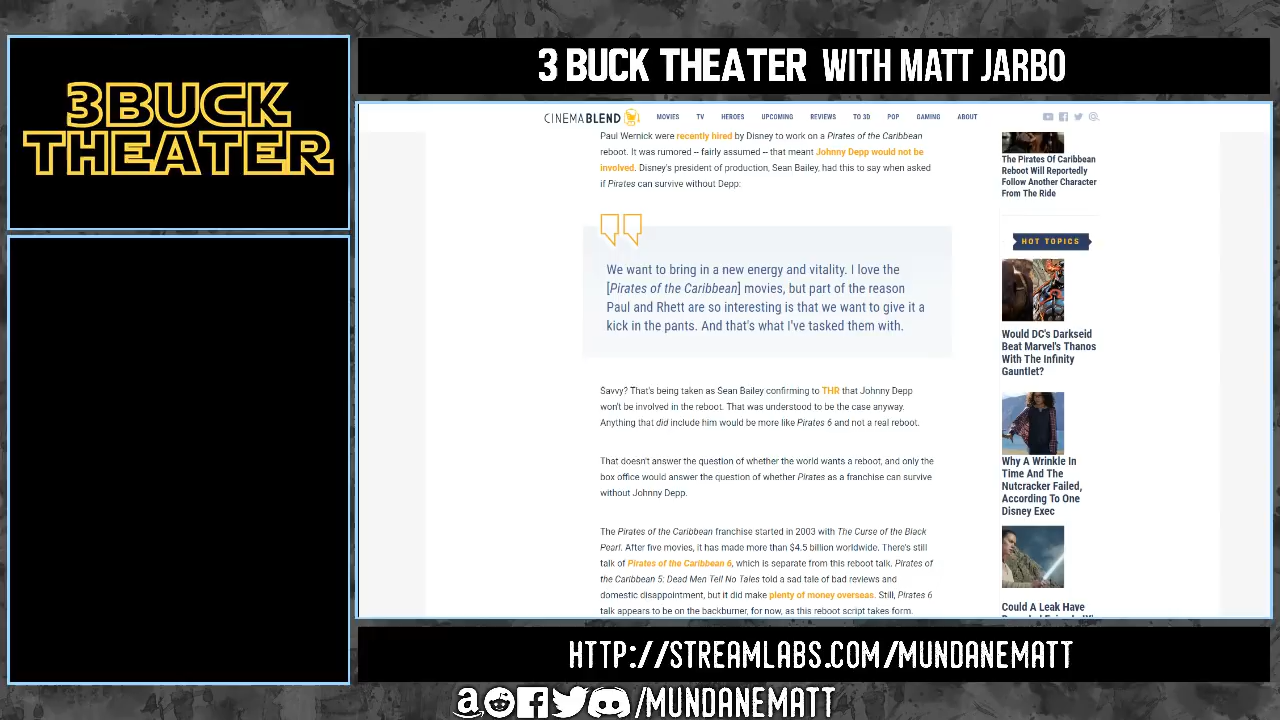 3BUCK
THEATER
3 BUCK THEATER WITH MATT JARBO
CINEMABLEND
MOVIES TV HEROES UPCOMING REVIEWS TO 3D POP GAMING ABOUT
Paul Wernick were recently hired by Disney to work on a Pirates of the Caribbean
reboot. It was rumored -- fairly assumed -- that meant Johnny Depp would not be
involved. Disney's president of production, Sean Bailey, had this to say when asked
if Pirates can survive without Depp:
We want to bring in a new energy and vitality. I love the
[Pirates of the Caribbean] movies, but part of the reason
Paul and Rhett are so interesting is that we want to give it a
kick in the pants. And that's what I've tasked them with.
Savvy? That's being taken as Sean Bailey confirming to THR that Johnny Depp
won't be involved in the reboot. That was understood to be the case anyway.
Anything that did include him would be more like Pirates 6 and not a real reboot.
That doesn't answer the question of whether the world wants a reboot, and only the
box office would answer the question of whether Pirates as a franchise can survive
without Johnny Depp.
The Pirates of the Caribbean franchise started in 2003 with The Curse of the Black
Pearl. After five movies, it has made more than $4.5 billion worldwide. There's still
talk of Pirates of the Caribbean 6, which is separate from this reboot talk. Pirates of
the Caribbean 5: Dead Men Tell No Tales told a sad tale of bad reviews and
domestic disappointment, but it did make plenty of money overseas. Still, Pirates 6
talk appears to be on the backburner, for now, as this reboot script takes form.
The Pirates Of Caribbean
Reboot Will Reportedly
Follow Another Character
From The Ride
HOT TOPICS
Would DC's Darkseid
Beat Marvel's Thanos
With The Infinity
Gauntlet?
Why A Wrinkle In
Time And The
Nutcracker Failed,
According To One
Disney Exec
Could A Leak Have
HTTP://STREAMLABS.COM/MUNDANEMATT
/MUNDANEMATT